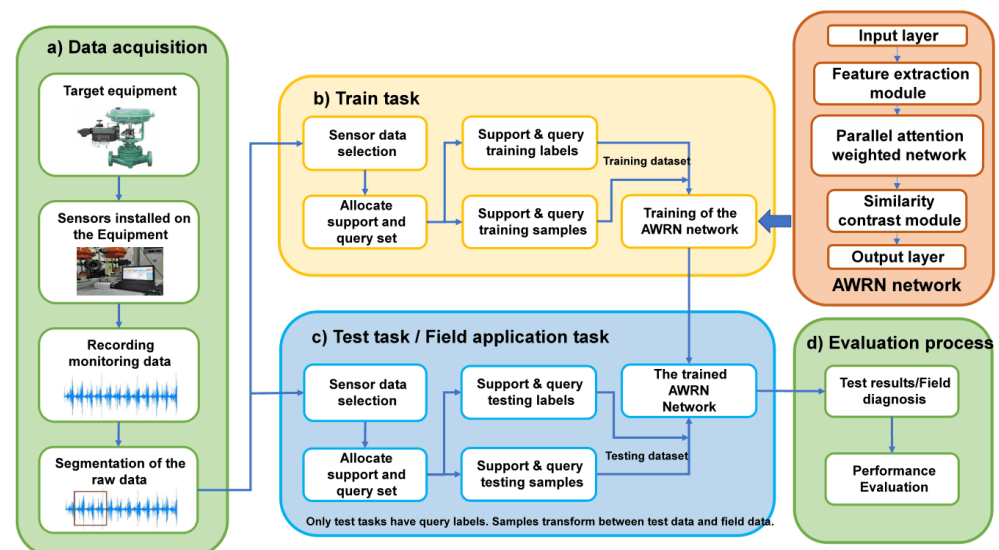 a) Data acquisition
Target equipment
Sensors installed on
the Equipment
Recording
monitoring data
Segmentation of the
raw data
b) Train task
Sensor data
selection
Allocate support
and query set
Support & query
training labels
Support & query
training samples
Training dataset
Training of the
AWRN network
Input layer
Feature extraction
module
Parallel attention
weighted network
Similarity
contrast module
Output layer
AWRN network
c) Test task / Field application task
Sensor data
selection
Allocate
support and
query set
Support & query
testing labels
Support & query
testing samples
Testing dataset
The trained
AWRN
Network
Only test tasks have query labels. Samples transform between test data and field data.
d) Evaluation process
Test results/Field
diagnosis
Performance
Evaluation